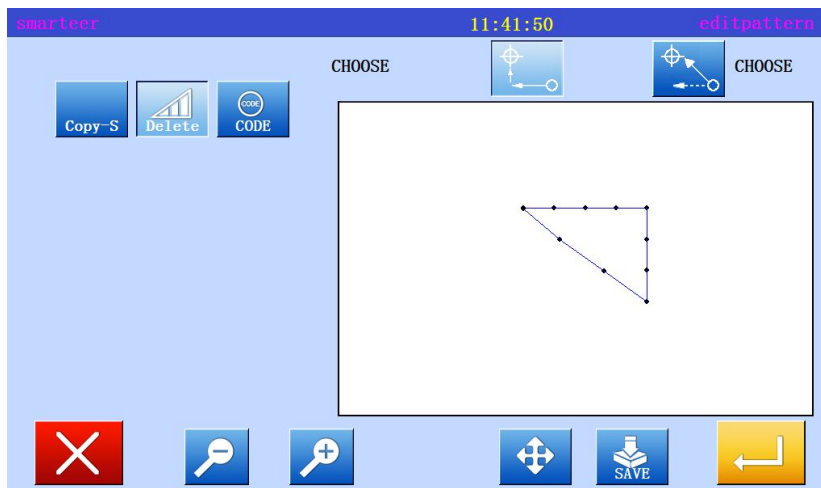 smarteer 11:41:50 editpattern
CHOOSE CHOOSE
Copy-S Delete CODE CODE
SAVE